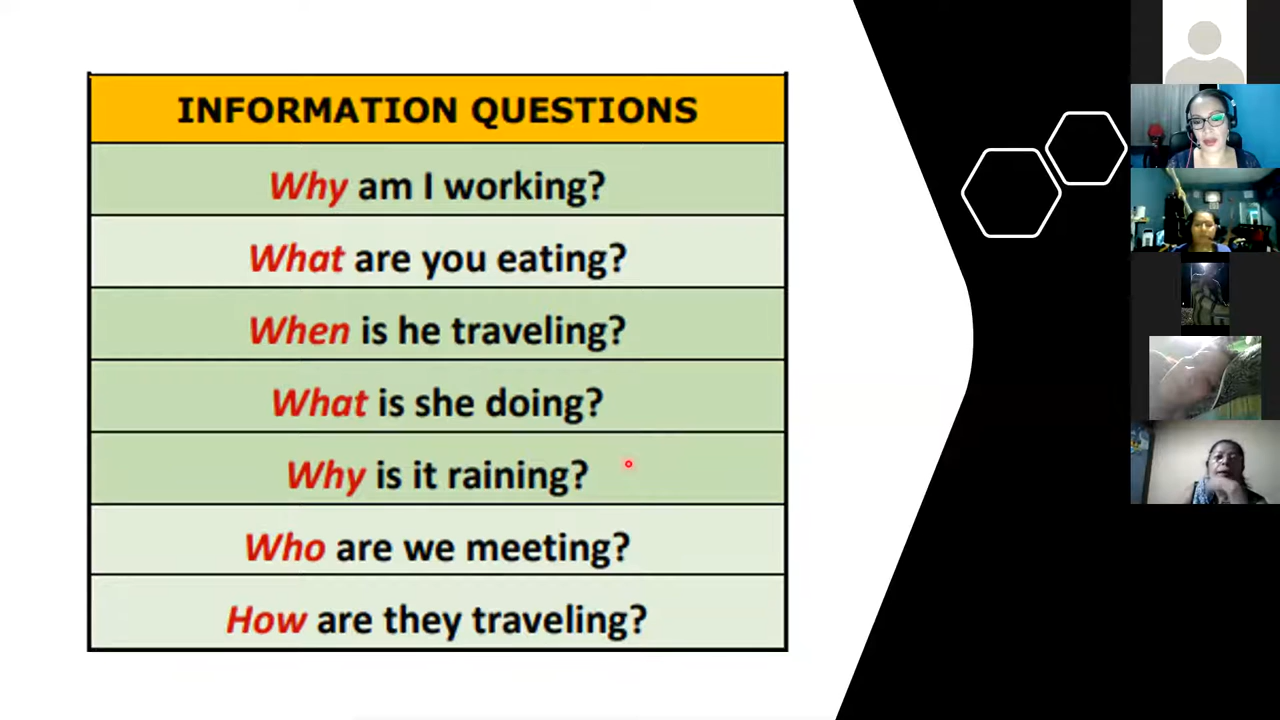 INFORMATION QUESTIONS
Why am I working?
What are you eating?
When is he traveling?
What is she doing?
Why is it raining?
Who are we meeting?
How are they traveling?